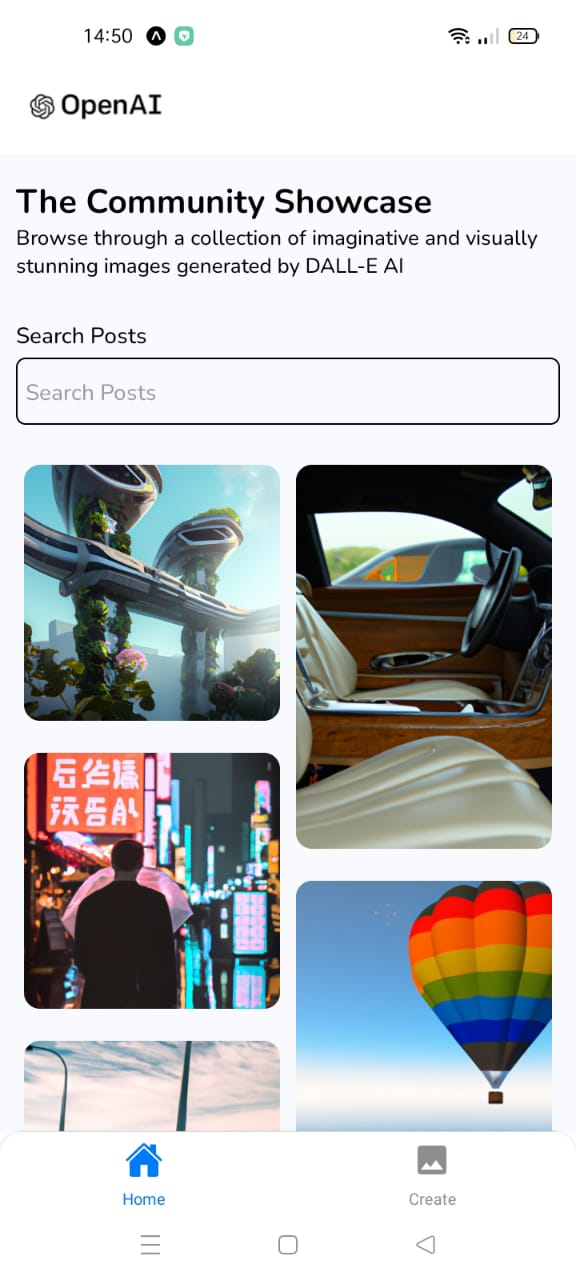 14:50
24
OpenAI
The Community Showcase
Browse through a collection of imaginative and visually
stunning images generated by DALL-E AI
Search Posts
Search Posts
Home
Create